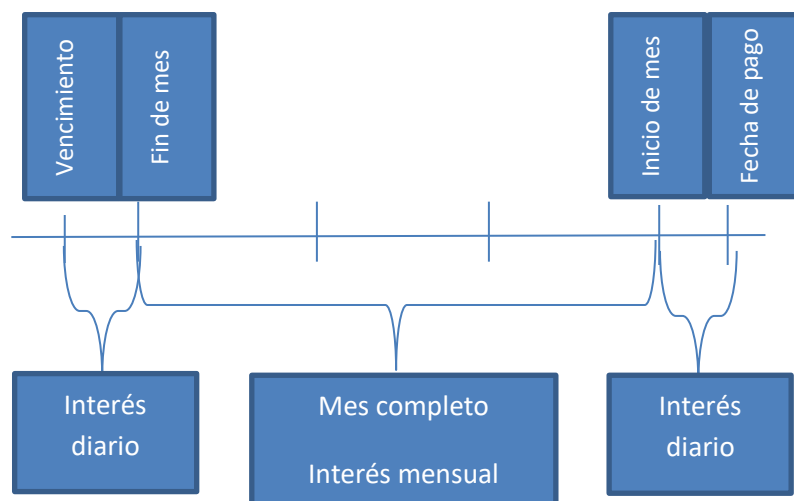 Vencimiento
Fin de mes
Inicio de mes
Fecha de pago
Interés
diario
Mes completo
Interés mensual
Interés
diario